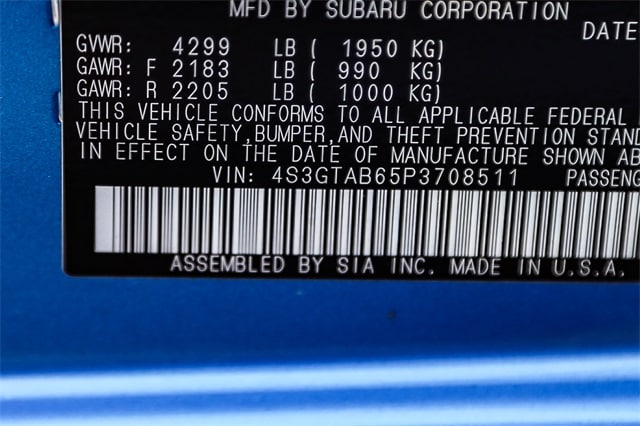 MFD BY SUBARU CORPORATION
DATE
GVWR: 4299 LB ( 1950 KG)
GAWR: F 2183 LB ( 990 KG)
GAWR: R 2205 LB ( 1000 KG)
THIS VEHICLE CONFORMS TO ALL APPLICABLE FEDERAL
VEHICLE SAFETY,BUMPER,AND THEFT PREVENTION STAND
IN EFFECT ON THE DATE OF MANUFACTURE SHOWN AB
VIN: 4S3GTAB65P3708511 PASSENG
ASSEMBLED BY SIA INC. MADE IN U.S.A.